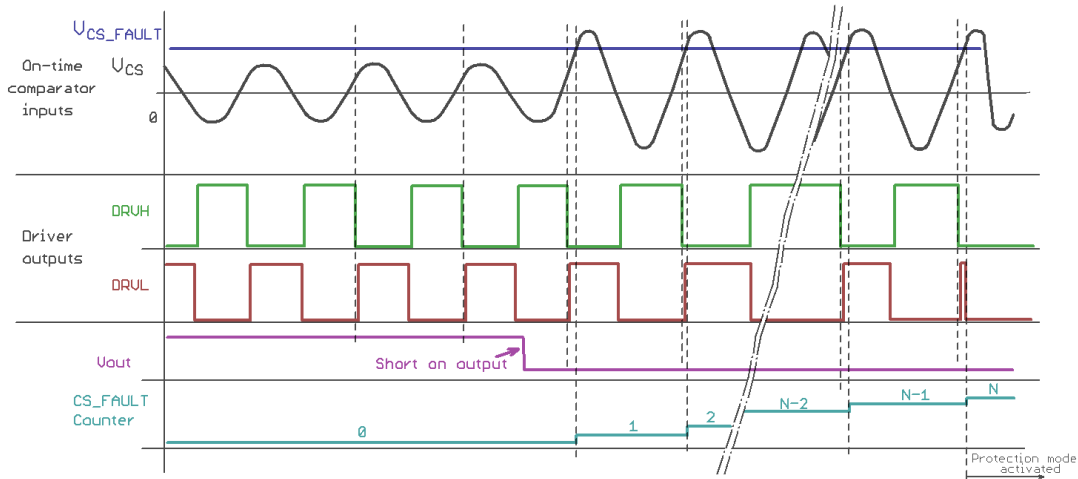 VCS_FAULT
On-time
comparator
inputs
VCS
0
DRVH
Driver
outputs
DRVL
Vout
Short on output
CS_FAULT
Counter
0
1
2
N-2
N-1
N
Protection mode
activated